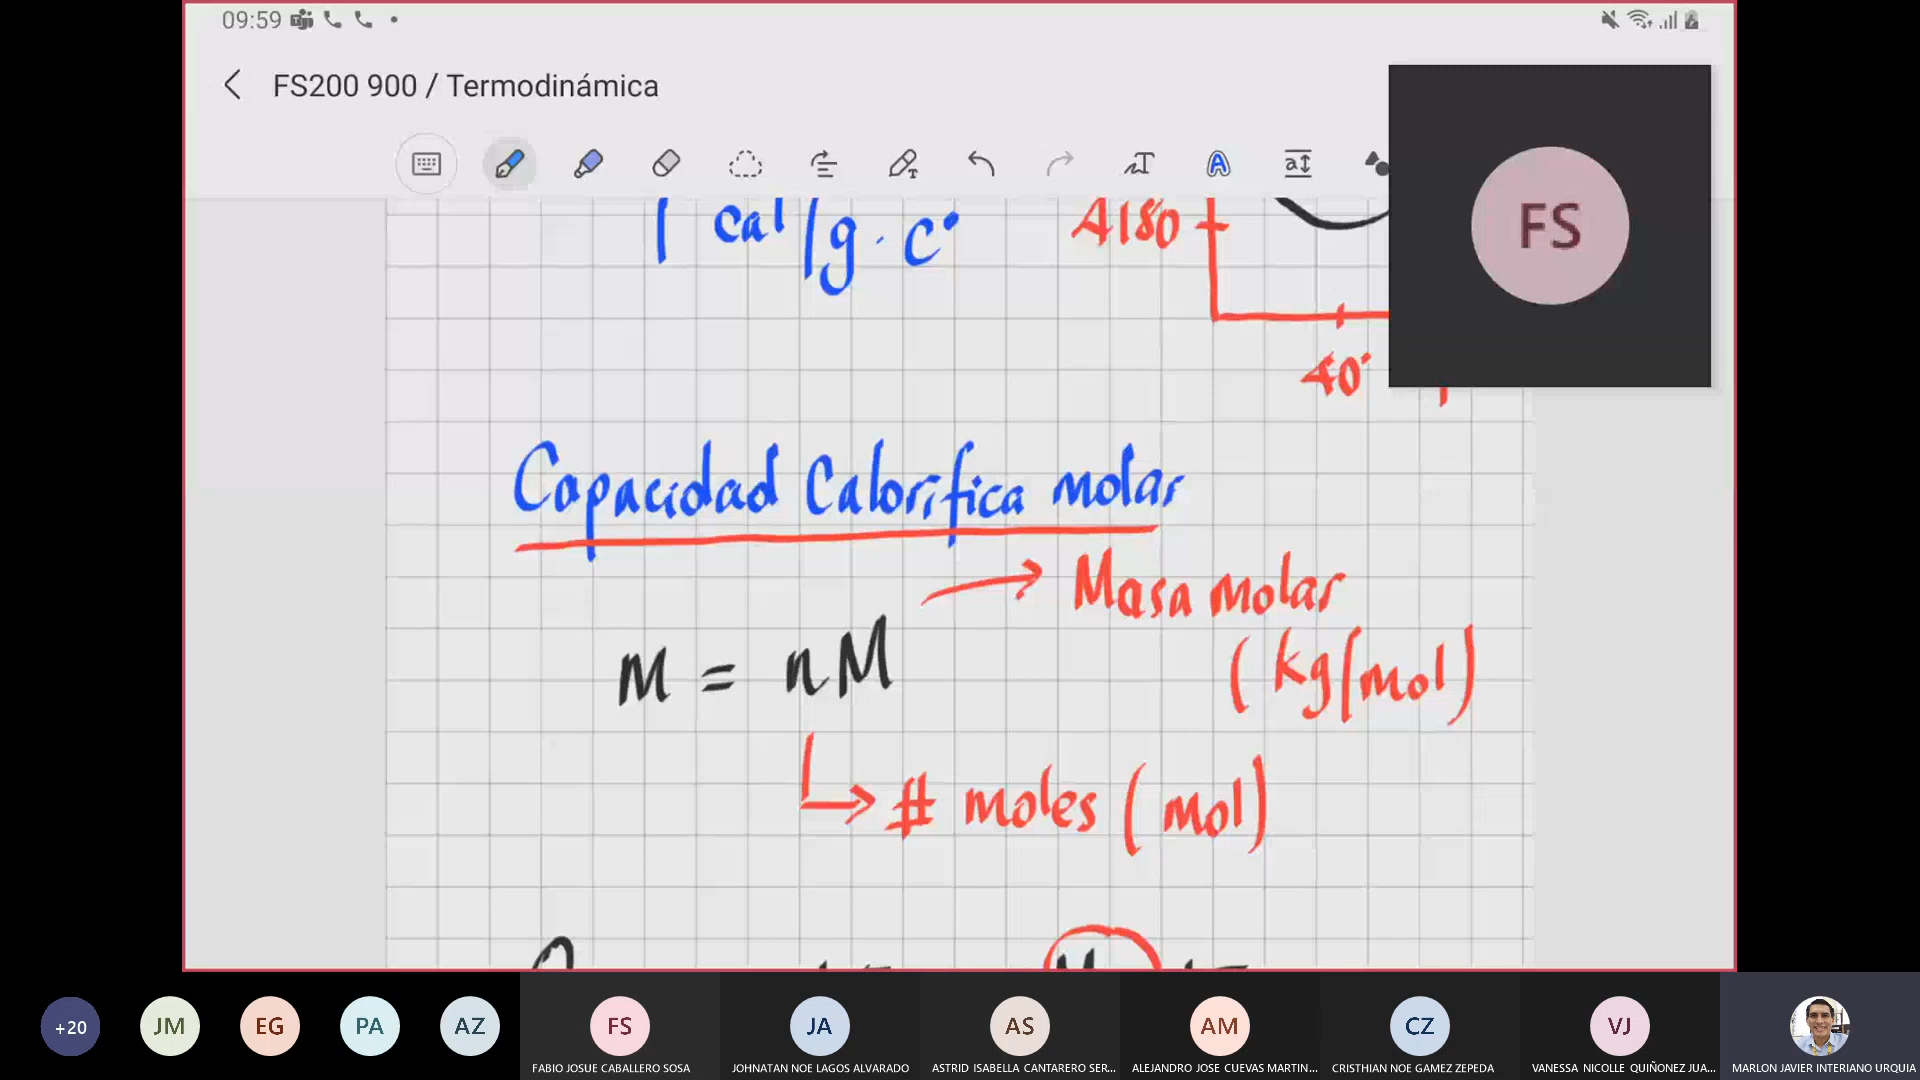 09:59
FS200 900 / Termodinámica
1 cal/g·C°
4180
40°
FS
Capacidad Calorífica molar
Masa molar
(kg/mol)
m = nM
# moles (mol)
+20
JM
EG
PA
AZ
FS
JA
AS
AM
CZ
VJ
FABIO JOSUE CABALLERO SOSA
JOHNATAN NOE LAGOS ALVARADO
ASTRID ISABELLA CANTARERO SER...
ALEJANDRO JOSE CUEVAS MARTIN...
CRISTHIAN NOE GAMEZ ZEPEDA
VANESSA NICOLLE QUIÑONEZ JUA...
MARLON JAVIER INTERIANO URQUIA